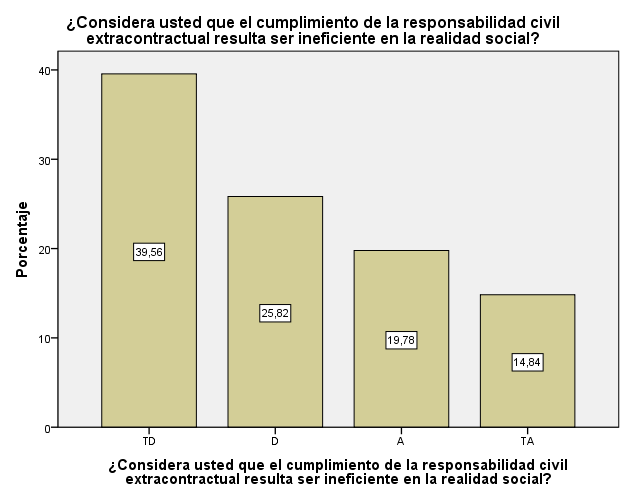 ¿Considera usted que el cumplimiento de la responsabilidad civil
extracontractual resulta ser ineficiente en la realidad social?
Porcentaje
40
30
20
10
0
39,56
25,82
19,78
14,84
TD
D
A
TA
¿Considera usted que el cumplimiento de la responsabilidad civil
extracontractual resulta ser ineficiente en la realidad social?